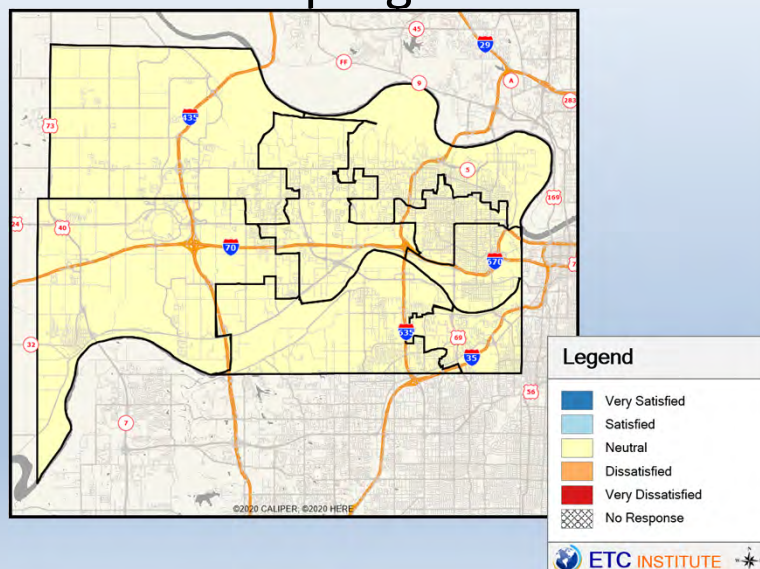 45
29
FF
A
9
283
435
73
5
169
24
40
70
670
635
69
32
35
56
7
©2020 CALIPER; ©2020 HERE
Legend
Very Satisfied
Satisfied
Neutral
Dissatisfied
Very Dissatisfied
No Response
ETC INSTITUTE